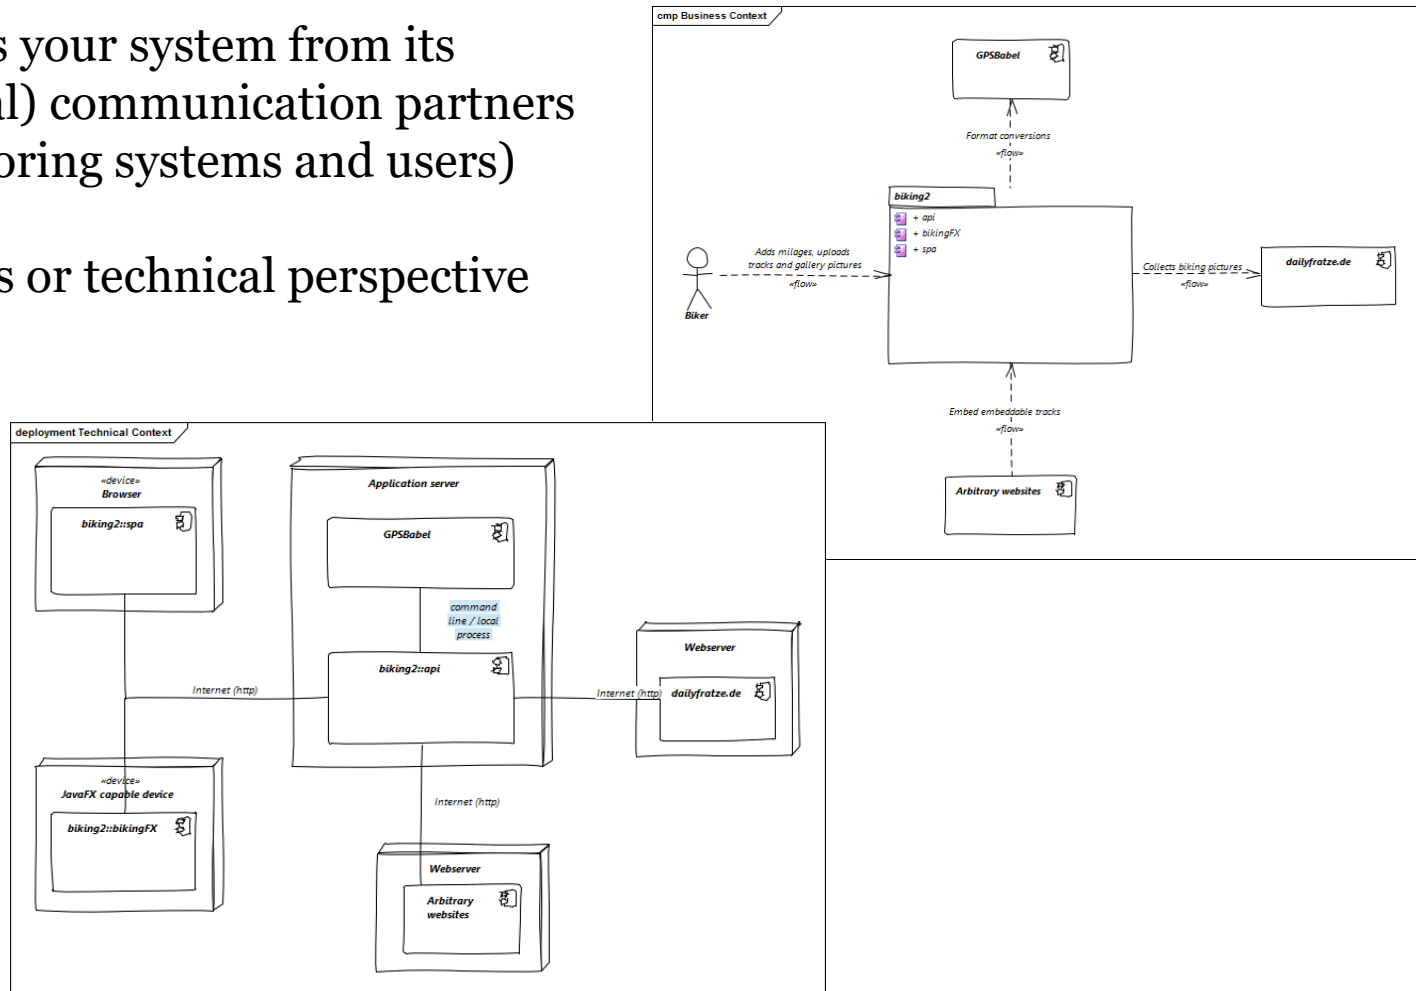 s your system from its
al) communication partners
oring systems and users)
s or technical perspective
cmp Business Context
GPSBabel
Format conversions
«flow»
biking2
+ api
+ bikingFX
+ spa
Adds milages, uploads
tracks and gallery pictures
«flow»
Biker
Collects biking pictures
«flow»
dailyfratze.de
Embed embeddable tracks
«flow»
Arbitrary websites
deployment Technical Context
«device»
Browser
biking2::spa
Application server
GPSBabel
command
line / local
process
biking2::api
Internet (http)
Internet (http)
Webserver
dailyfratze.de
«device»
JavaFX capable device
biking2::bikingFX
Internet (http)
Webserver
Arbitrary
websites